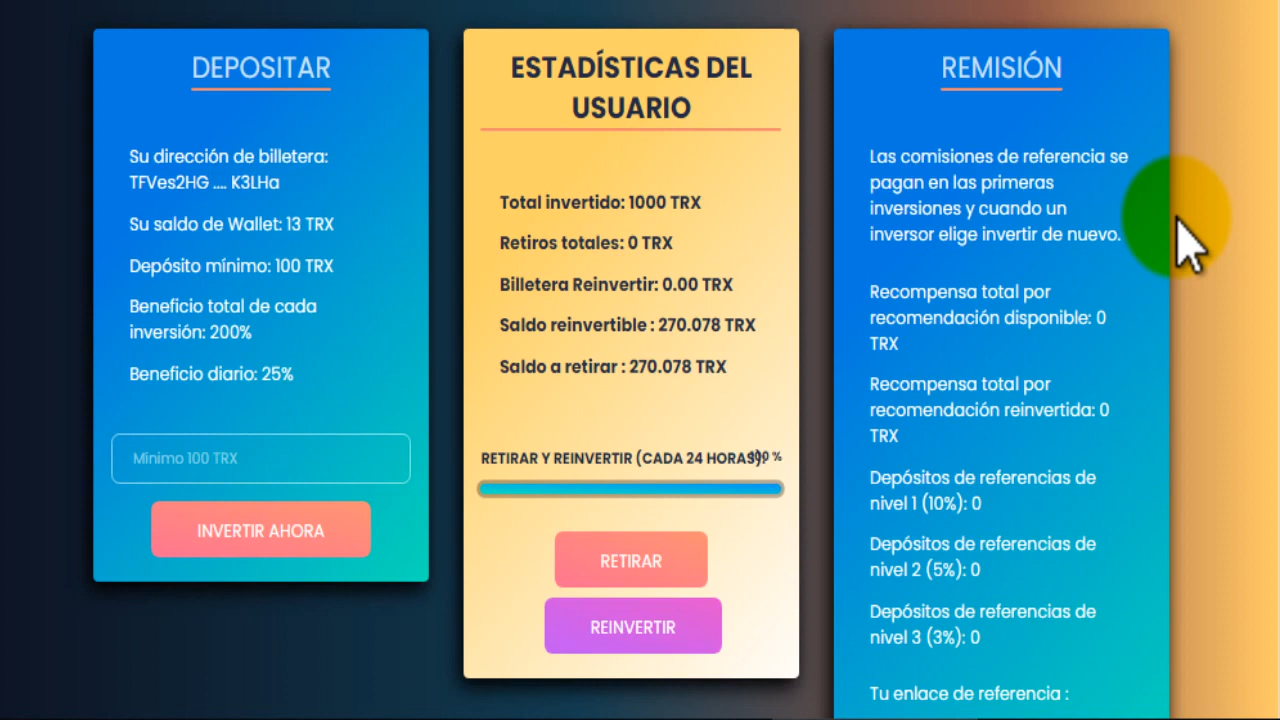 DEPOSITAR
Su dirección de billetera:
TFVes2HG .... K3LHa
Su saldo de Wallet: 13 TRX
Depósito mínimo: 100 TRX
Beneficio total de cada
inversión: 200%
Beneficio diario: 25%
Mínimo 100 TRX
INVERTIR AHORA
ESTADÍSTICAS DEL
USUARIO
Total invertido: 1000 TRX
Retiros totales: 0 TRX
Billetera Reinvertir: 0.00 TRX
Saldo reinvertible : 270.078 TRX
Saldo a retirar : 270.078 TRX
RETIRAR Y REINVERTIR (CADA 24 HORAS):
RETIRAR
REINVERTIR
REMISIÓN
Las comisiones de referencia se
pagan en las primeras
inversiones y cuando un
inversor elige invertir de nuevo.
Recompensa total por
recomendación disponible: 0
TRX
Recompensa total por
recomendación reinvertida: 0
TRX
Depósitos de referencias de
nivel 1 (10%): 0
Depósitos de referencias de
nivel 2 (5%): 0
Depósitos de referencias de
nivel 3 (3%): 0
Tu enlace de referencia :